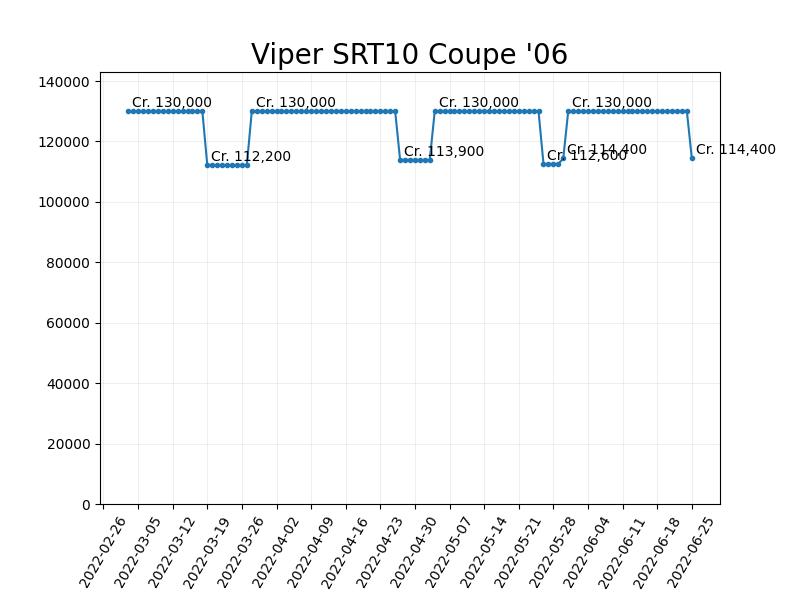 Viper SRT10 Coupe '06
140000
120000
100000
80000
60000
40000
20000
0
Cr. 130,000
Cr. 112,200
Cr. 130,000
Cr. 113,900
Cr. 130,000
Cr. 112,600
Cr. 114,400
Cr. 130,000
Cr. 114,400
2022-02-26
2022-03-05
2022-03-12
2022-03-19
2022-03-26
2022-04-02
2022-04-09
2022-04-16
2022-04-23
2022-04-30
2022-05-07
2022-05-14
2022-05-21
2022-05-28
2022-06-04
2022-06-11
2022-06-18
2022-06-25